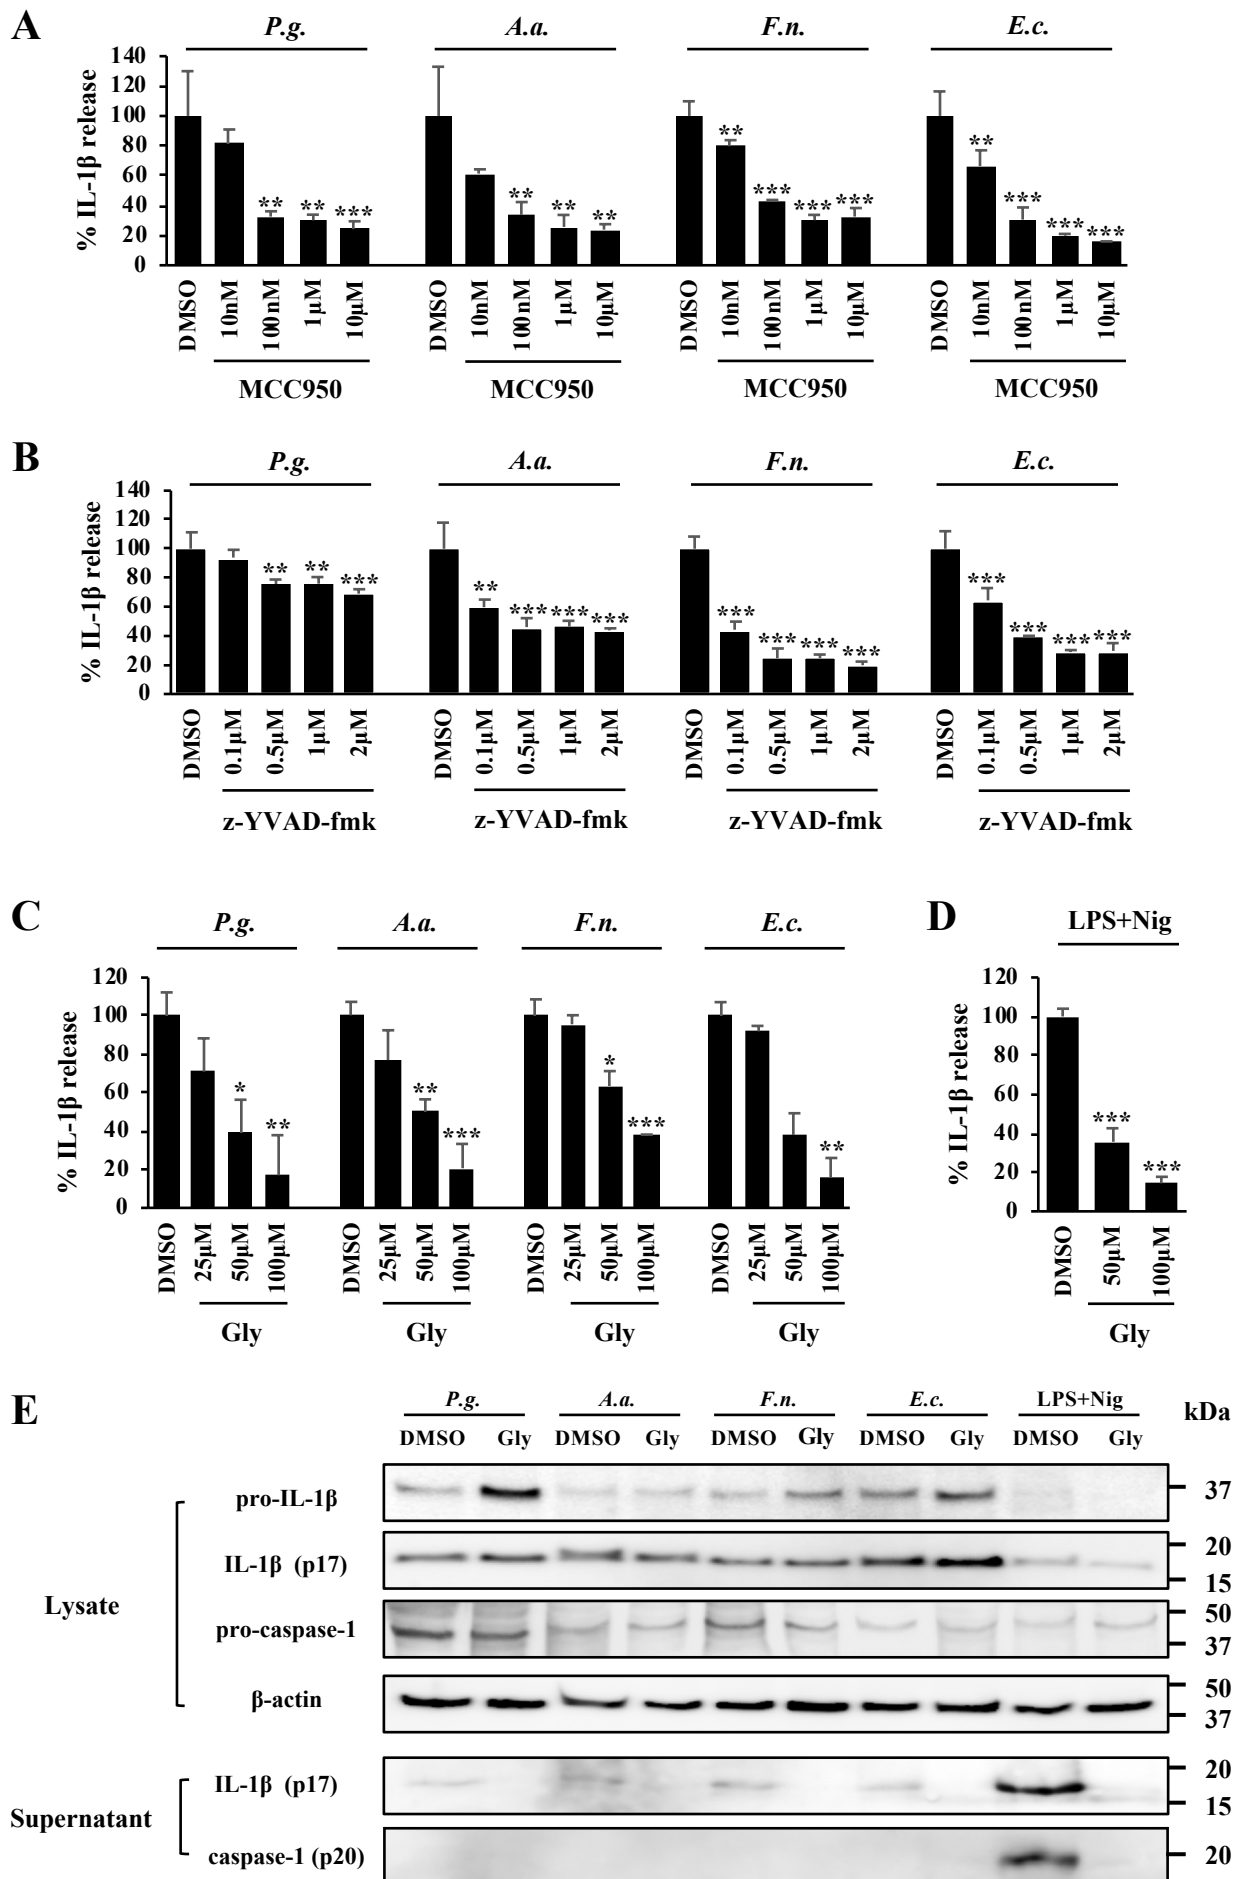 A
P.g. A.a. F.n. E.c.
140
120
100
80
60
40
20
0
% IL-1β release
** ** ***
** ** **
** *** *** ***
** *** *** ***
DMSO 10nM 100nM 1μM 10μM DMSO 10nM 100nM 1μM 10μM DMSO 10nM 100nM 1μM 10μM DMSO 10nM 100nM 1μM 10μM
MCC950 MCC950 MCC950 MCC950
B
P.g. A.a. F.n. E.c.
140
120
100
80
60
40
20
0
% IL-1β release
** ** ***
** *** *** ***
*** *** *** ***
*** *** *** ***
DMSO 0.1μM 0.5μM 1μM 2μM DMSO 0.1μM 0.5μM 1μM 2μM DMSO 0.1μM 0.5μM 1μM 2μM DMSO 0.1μM 0.5μM 1μM 2μM
z-YVAD-fmk z-YVAD-fmk z-YVAD-fmk z-YVAD-fmk
C
P.g. A.a. F.n. E.c.
120
100
80
60
40
20
0
% IL-1β release
* **
** ***
* ***
**
DMSO 25μM 50μM 100μM DMSO 25μM 50μM 100μM DMSO 25μM 50μM 100μM DMSO 25μM 50μM 100μM
Gly Gly Gly Gly
D
LPS+Nig
120
100
80
60
40
20
0
% IL-1β release
*** ***
DMSO 50μM 100μM
Gly
E
P.g. A.a. F.n. E.c. LPS+Nig kDa
DMSO Gly DMSO Gly DMSO Gly DMSO Gly DMSO Gly
Lysate
pro-IL-1β 37
IL-1β (p17) 20
15
pro-caspase-1 50
37
β-actin 50
37
Supernatant
IL-1β (p17) 20
15
caspase-1 (p20) 20